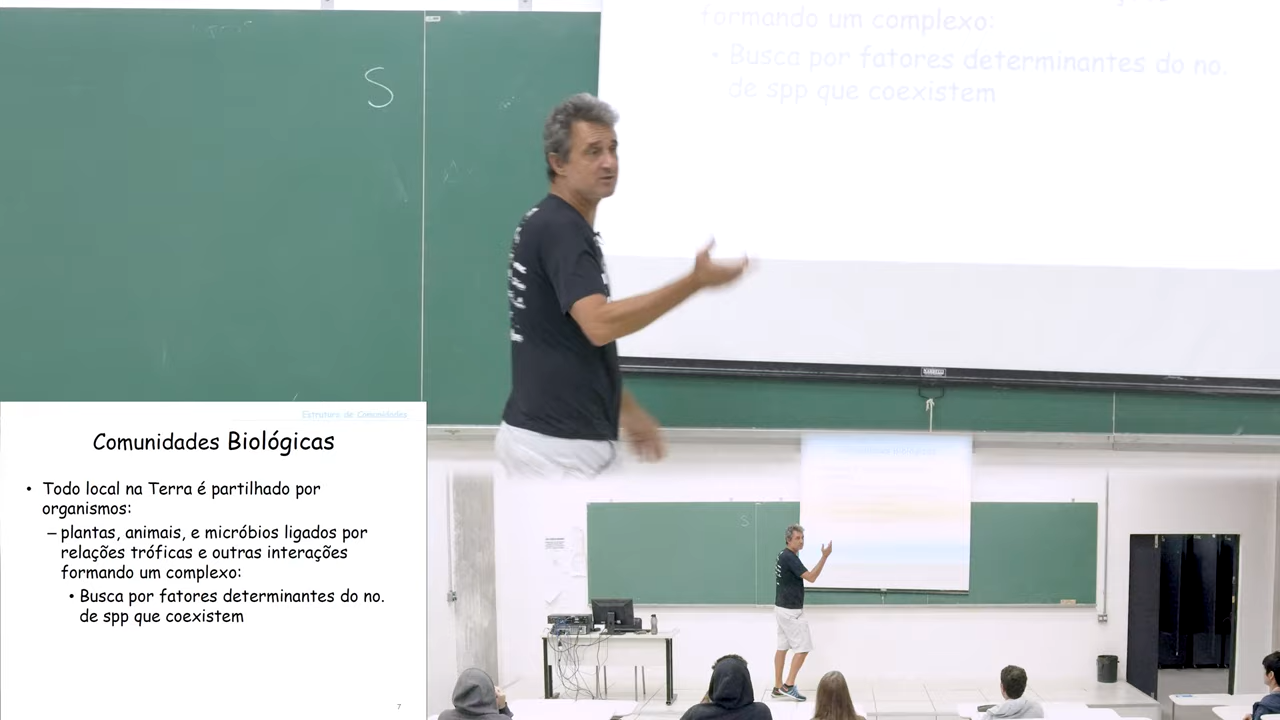 S
formando um complexo:
• Busca por fatores determinantes do no.
de spp que coexistem
Estrutura de Comunidades
Comunidades Biológicas
• Todo local na Terra é partilhado por
organismos:
– plantas, animais, e micróbios ligados por
relações tróficas e outras interações
formando um complexo:
• Busca por fatores determinantes do no.
de spp que coexistem
7